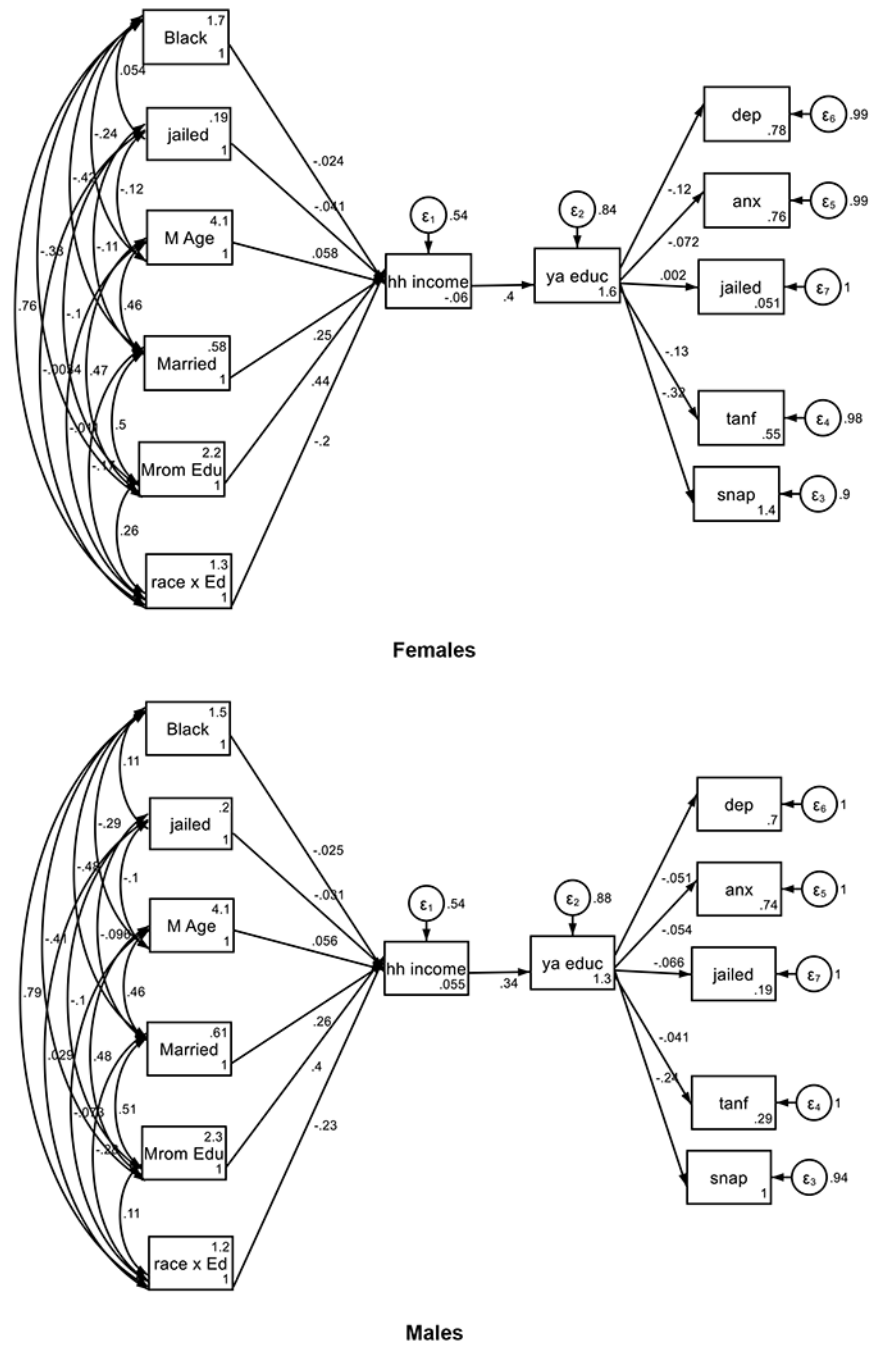 1.7
Black
1
.054
.19
jailed
1
-.24
-.42
-.12
4.1
M Age
1
-.38
-.11
.76
-.1
.46
.58
Married
1
-.0084
.47
.5
2.2
Mrom Edu
1
-.17
.26
1.3
race x Ed
1
-.024
-.041
.058
.25
.44
-.2
ε1
.54
hh income
-.06
.4
ε2
.84
ya educ
1.6
-.12
-.072
.002
-.13
-.32
dep
.78
ε6
.99
anx
.76
ε5
.99
jailed
.051
ε7
1
tanf
.55
ε4
.98
snap
1.4
ε3
.9
Females
1.5
Black
1
.11
.2
jailed
1
-.29
-.48
-.1
4.1
M Age
1
-.41
-.096
.79
-.1
.46
.61
Married
1
.029
.48
-.073
.51
2.3
Mrom Edu
1
.11
1.2
race x Ed
1
-.025
-.031
.056
.26
.4
-.23
ε1
.54
hh income
.055
.34
ε2
.88
ya educ
1.3
-.051
-.054
-.066
-.041
-.24
dep
.7
ε6
1
anx
.74
ε5
1
jailed
.19
ε7
1
tanf
.29
ε4
1
snap
1
ε3
.94
Males